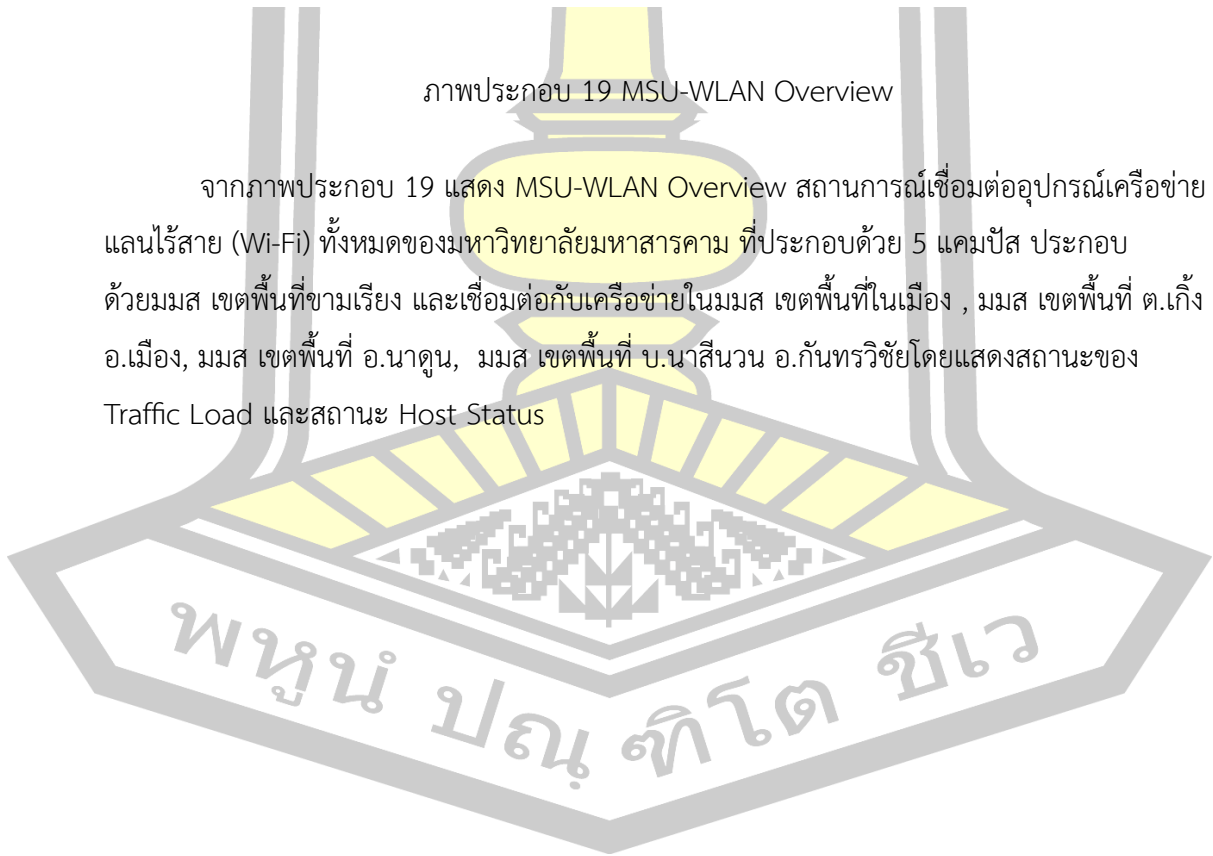 ภาพประกอบ 19 MSU-WLAN Overview
จากภาพประกอบ 19 แสดง MSU-WLAN Overview สถานการณ์เชื่อมต่ออุปกรณ์เครือข่าย
แลนไร้สาย (Wi-Fi) ทั้งหมดของมหาวิทยาลัยมหาสารคาม ที่ประกอบด้วย 5 แคมปัส ประกอบ
ด้วยมมส เขตพื้นที่ขามเรียง และเชื่อมต่อกับเครือข่ายในมมส เขตพื้นที่ในเมือง , มมส เขตพื้นที่ ต.เกิ้ง
อ.เมือง, มมส เขตพื้นที่ อ.นาดูน, มมส เขตพื้นที่ บ.นาสีนวน อ.กันทรวิชัยโดยแสดงสถานะของ
Traffic Load และสถานะ Host Status
พหูนํ ปณฺฑิโต ชีเว